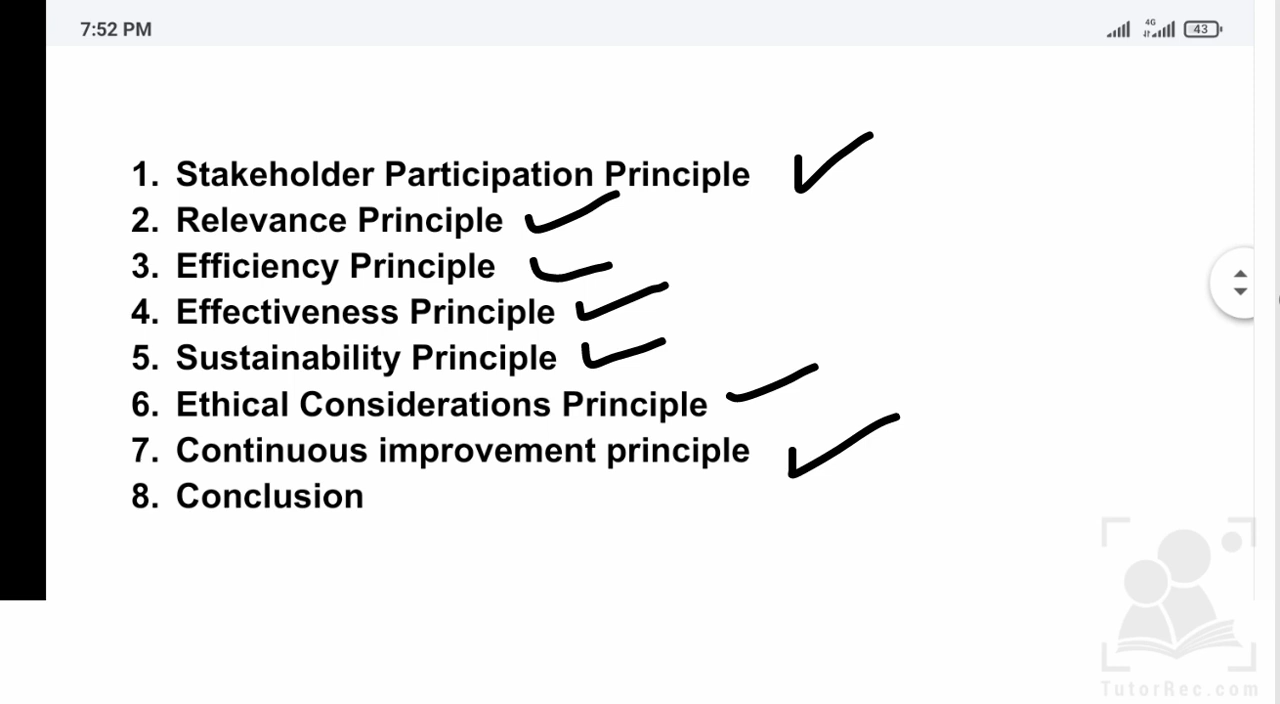 7:52 PM 4G 43
1. Stakeholder Participation Principle
2. Relevance Principle
3. Efficiency Principle
4. Effectiveness Principle
5. Sustainability Principle
6. Ethical Considerations Principle
7. Continuous improvement principle
8. Conclusion
TutorRec.com